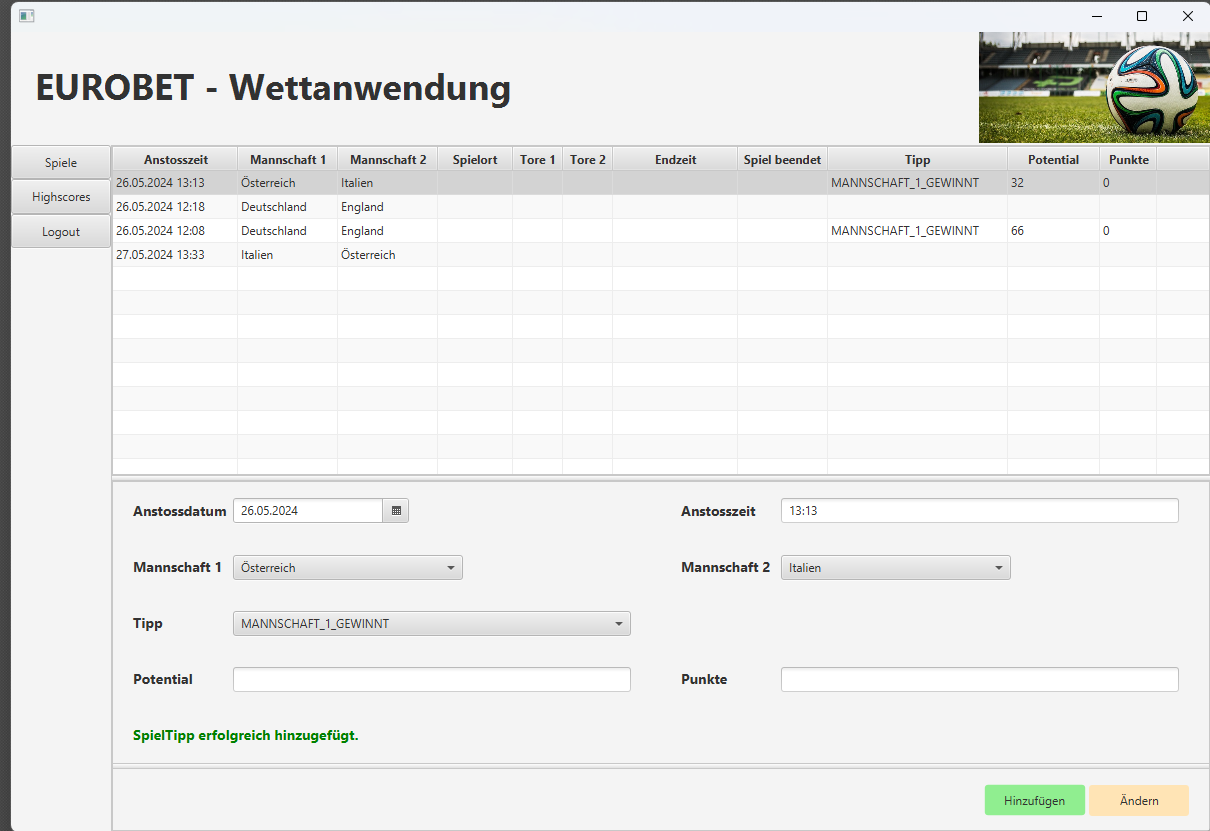 EUROBET - Wettanwendung
Spiele
Highscores
Logout
Anstosszeit Mannschaft 1 Mannschaft 2 Spielort Tore 1 Tore 2 Endzeit Spiel beendet Tipp Potential Punkte
26.05.2024 13:13 Österreich Italien MANNSCHAFT_1_GEWINNT 32 0
26.05.2024 12:18 Deutschland England
26.05.2024 12:08 Deutschland England MANNSCHAFT_1_GEWINNT 66 0
27.05.2024 13:33 Italien Österreich
Anstossdatum 26.05.2024 Anstosszeit 13:13
Mannschaft 1 Österreich Mannschaft 2 Italien
Tipp MANNSCHAFT_1_GEWINNT
Potential Punkte
SpielTipp erfolgreich hinzugefügt.
Hinzufügen Ändern